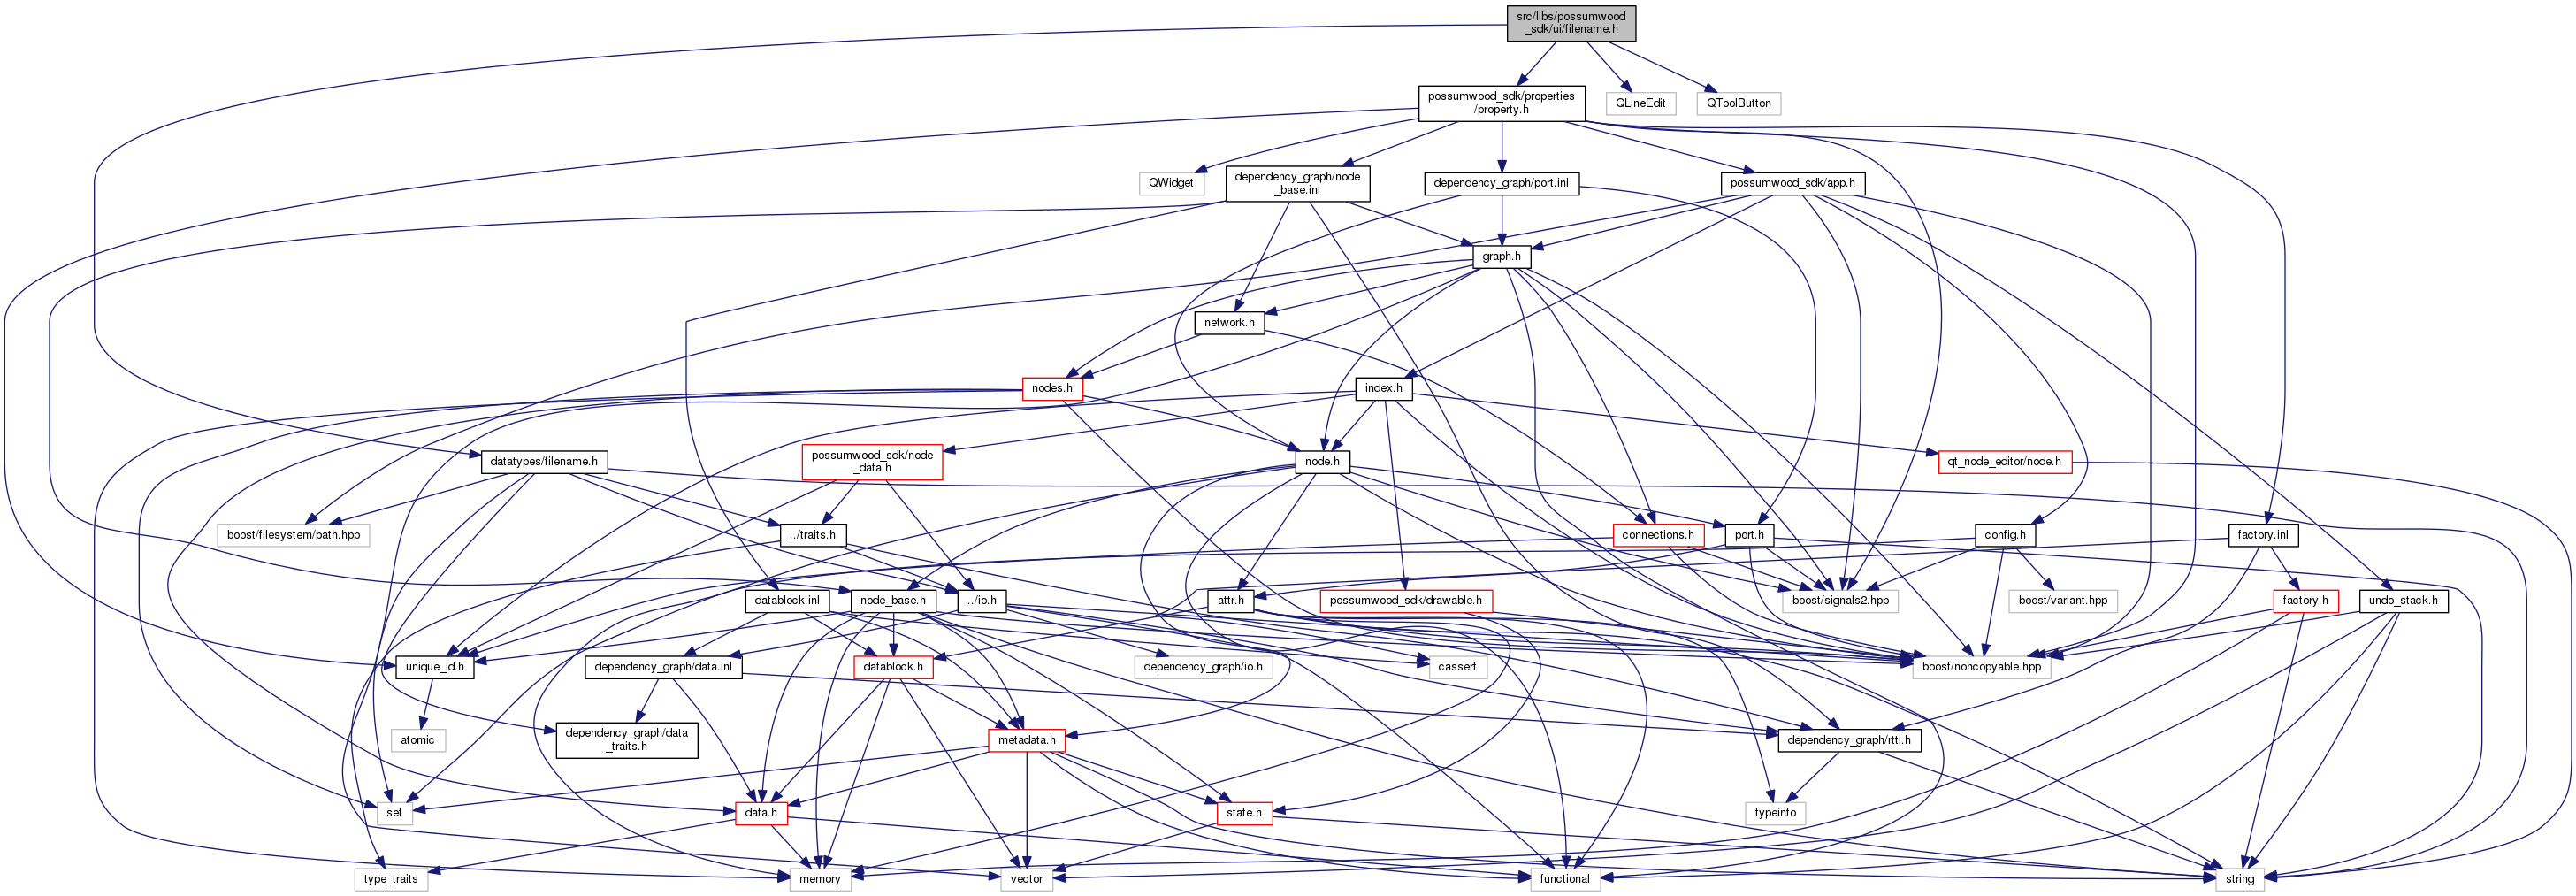 src/libs/possumwood
_sdk/ui/filename.h
possumwood_sdk/properties
/property.h
QLineEdit
QToolButton
QWidget
dependency_graph/node
_base.inl
dependency_graph/port.inl
possumwood_sdk/app.h
graph.h
network.h
nodes.h
index.h
datatypes/filename.h
possumwood_sdk/node
_data.h
node.h
qt_node_editor/node.h
boost/filesystem/path.hpp
../traits.h
connections.h
port.h
config.h
factory.inl
datablock.inl
node_base.h
../io.h
attr.h
possumwood_sdk/drawable.h
boost/signals2.hpp
boost/variant.hpp
factory.h
undo_stack.h
unique_id.h
dependency_graph/data.inl
datablock.h
dependency_graph/io.h
cassert
boost/noncopyable.hpp
atomic
dependency_graph/data
_traits.h
metadata.h
dependency_graph/rtti.h
set
data.h
state.h
typeinfo
type_traits
memory
vector
functional
string